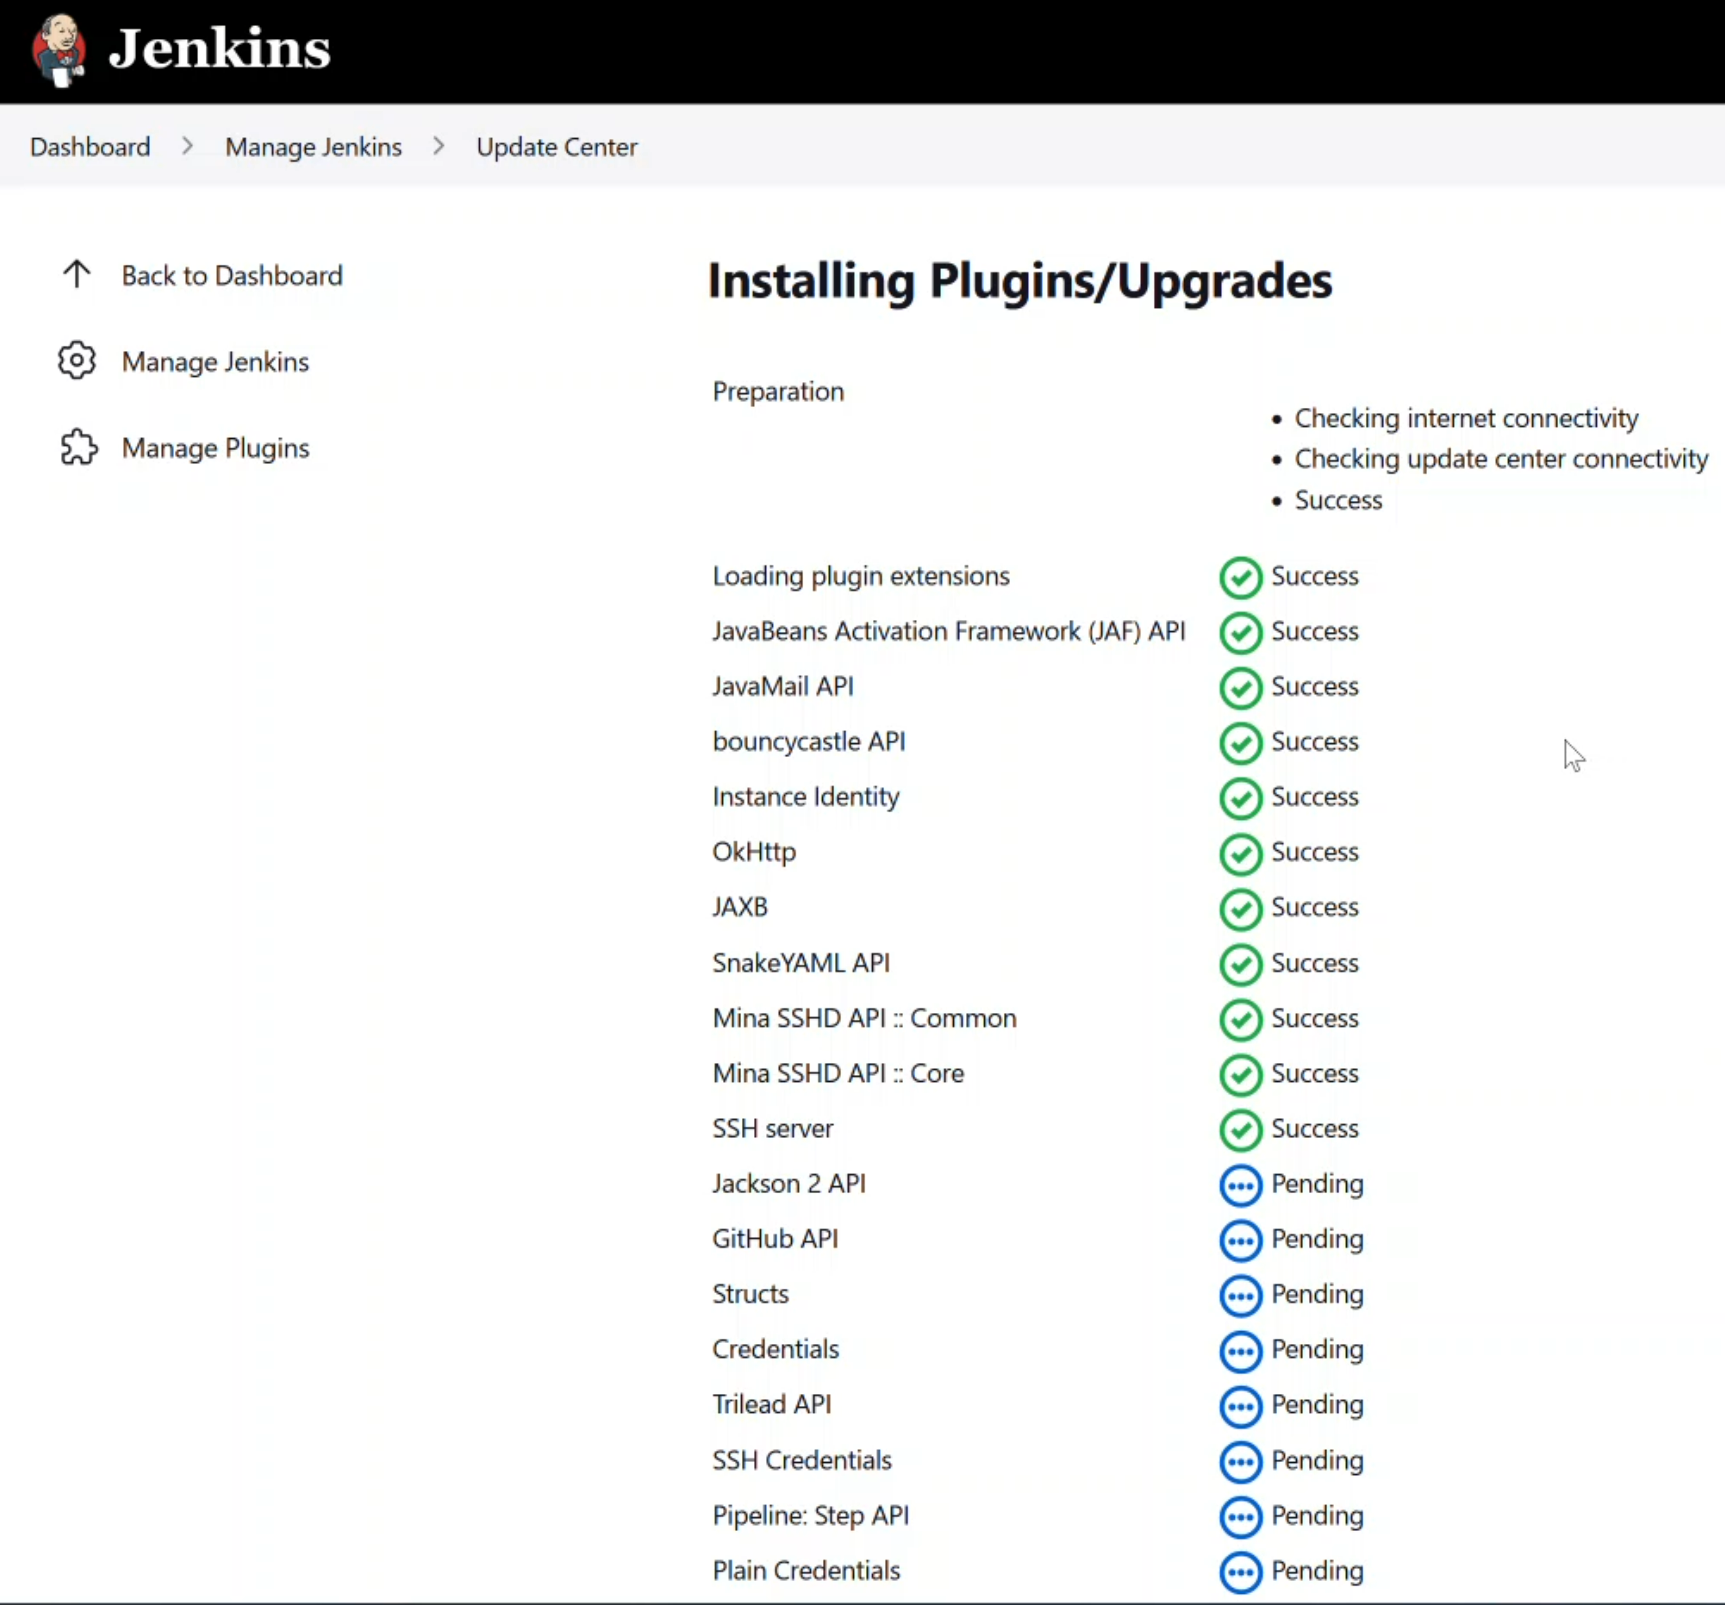 Jenkins
Dashboard > Manage Jenkins > Update Center
Back to Dashboard
Manage Jenkins
Manage Plugins
Installing Plugins/Upgrades
Preparation
• Checking internet connectivity
• Checking update center connectivity
• Success
Loading plugin extensions Success
JavaBeans Activation Framework (JAF) API Success
JavaMail API Success
bouncycastle API Success
Instance Identity Success
OkHttp Success
JAXB Success
SnakeYAML API Success
Mina SSHD API :: Common Success
Mina SSHD API :: Core Success
SSH server Success
Jackson 2 API Pending
GitHub API Pending
Structs Pending
Credentials Pending
Trilead API Pending
SSH Credentials Pending
Pipeline: Step API Pending
Plain Credentials Pending